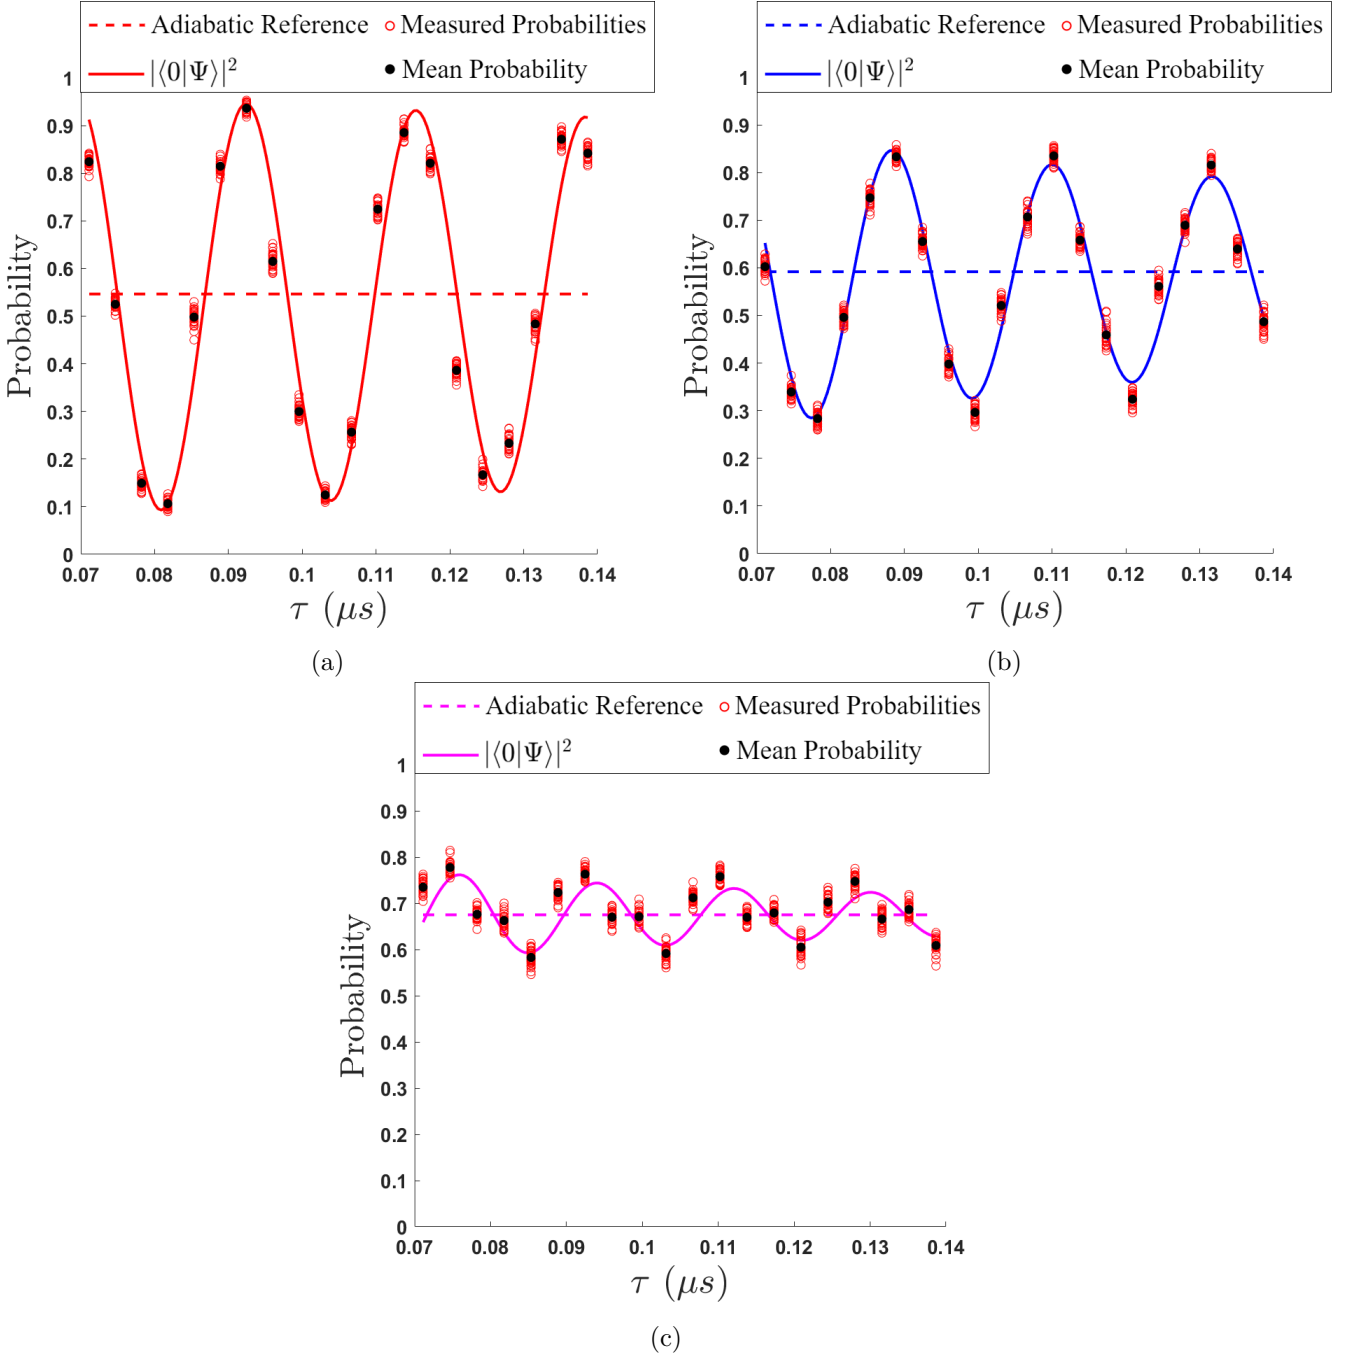 Adiabatic Reference Measured Probabilities
|⟨0|Ψ⟩|² Mean Probability
1
0.9
0.8
0.7
0.6
0.5
0.4
0.3
0.2
0.1
0
Probability
0.07 0.08 0.09 0.1 0.11 0.12 0.13 0.14
τ (μs)
(a)
Adiabatic Reference Measured Probabilities
|⟨0|Ψ⟩|² Mean Probability
1
0.9
0.8
0.7
0.6
0.5
0.4
0.3
0.2
0.1
0
Probability
0.07 0.08 0.09 0.1 0.11 0.12 0.13 0.14
τ (μs)
(b)
Adiabatic Reference Measured Probabilities
|⟨0|Ψ⟩|² Mean Probability
1
0.9
0.8
0.7
0.6
0.5
0.4
0.3
0.2
0.1
0
Probability
0.07 0.08 0.09 0.1 0.11 0.12 0.13 0.14
τ (μs)
(c)